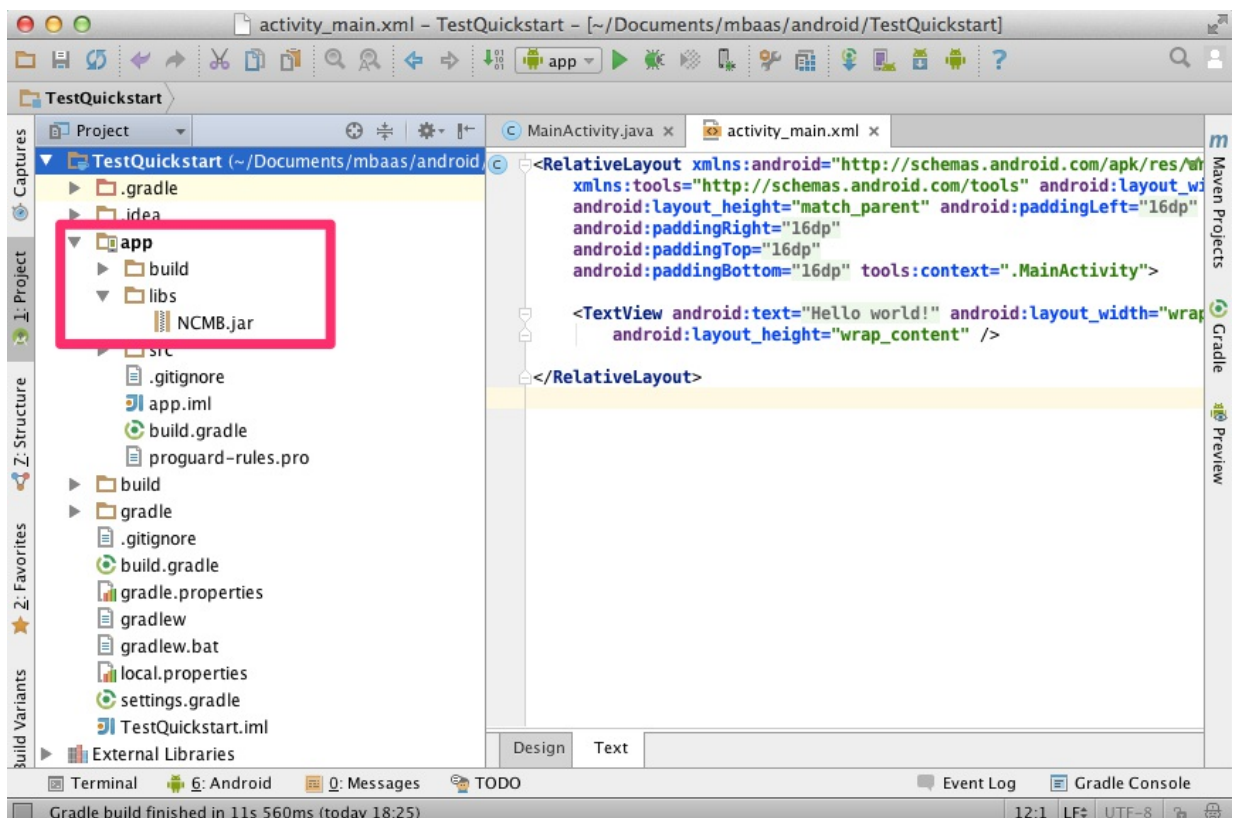 activity_main.xml – TestQuickstart – [~/Documents/mbaas/android/TestQuickstart]
app
?
TestQuickstart
Captures
1: Project
Z: Structure
2: Favorites
Build Variants
Project
TestQuickstart (~/Documents/mbaas/android/
.gradle
.idea
app
build
libs
NCMB.jar
src
.gitignore
app.iml
build.gradle
proguard-rules.pro
build
gradle
.gitignore
build.gradle
gradle.properties
gradlew
gradlew.bat
local.properties
settings.gradle
TestQuickstart.iml
External Libraries
MainActivity.java
activity_main.xml
<RelativeLayout xmlns:android="http://schemas.android.com/apk/res/
xmlns:tools="http://schemas.android.com/tools" android:layout_wi
android:layout_height="match_parent" android:paddingLeft="16dp"
android:paddingRight="16dp"
android:paddingTop="16dp"
android:paddingBottom="16dp" tools:context=".MainActivity">
<TextView android:text="Hello world!" android:layout_width="wrap
android:layout_height="wrap_content" />
</RelativeLayout>
Design Text
m
Maven Projects
Gradle
Preview
Terminal 6: Android 0: Messages TODO Event Log Gradle Console
Gradle build finished in 11s 560ms (today 18:25) 12:1 LF UTF-8